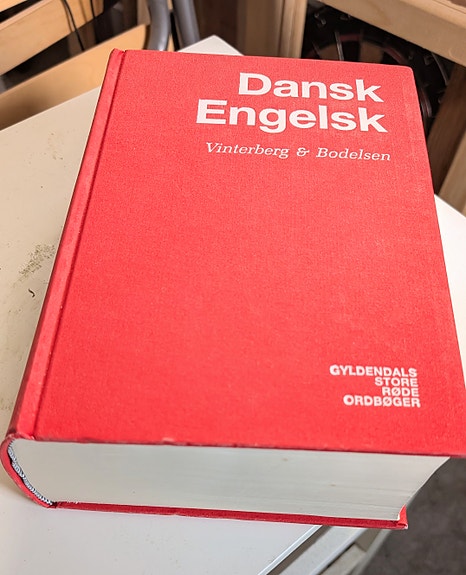 Dansk
Engelsk
Vinterberg & Bodelsen
GYLDENDALS
STORE
RØDE
ORDBØGER